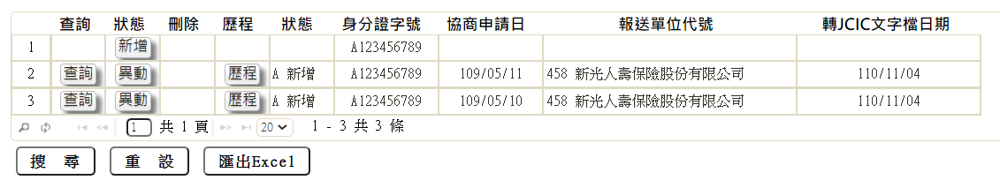 查詢 狀態 刪除 歷程 狀態 身分證字號 協商申請日 報送單位代號 轉JCIC文字檔日期
1 新增 A123456789
2 查詢 異動 歷程 A 新增 A123456789 109/05/11 458 新光人壽保險股份有限公司 110/11/04
3 查詢 異動 歷程 A 新增 A123456789 109/05/10 458 新光人壽保險股份有限公司 110/11/04
1 共 1 頁 20 1 - 3 共 3 條
搜 尋 重 設 匯出Excel